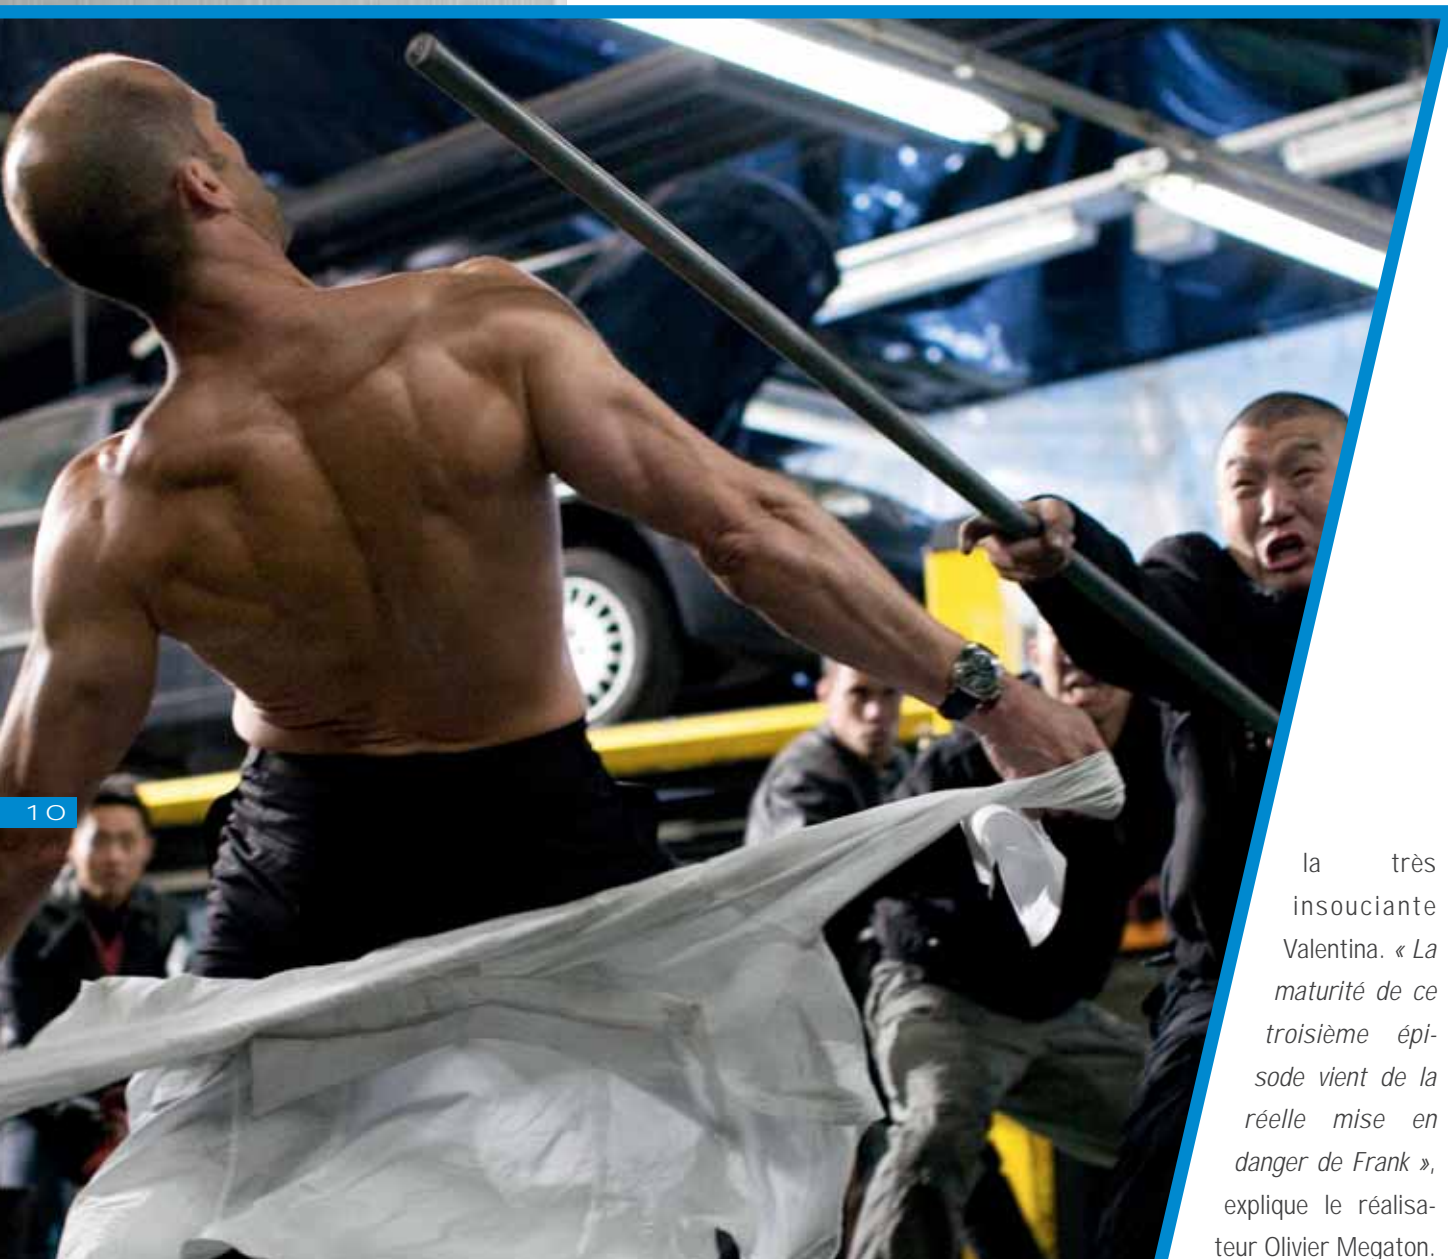 10
la très
insouciante
Valentina. « La
maturité de ce
troisième épi-
sode vient de la
réelle mise en
danger de Frank »,
explique le réalisa-
teur Olivier Megaton.